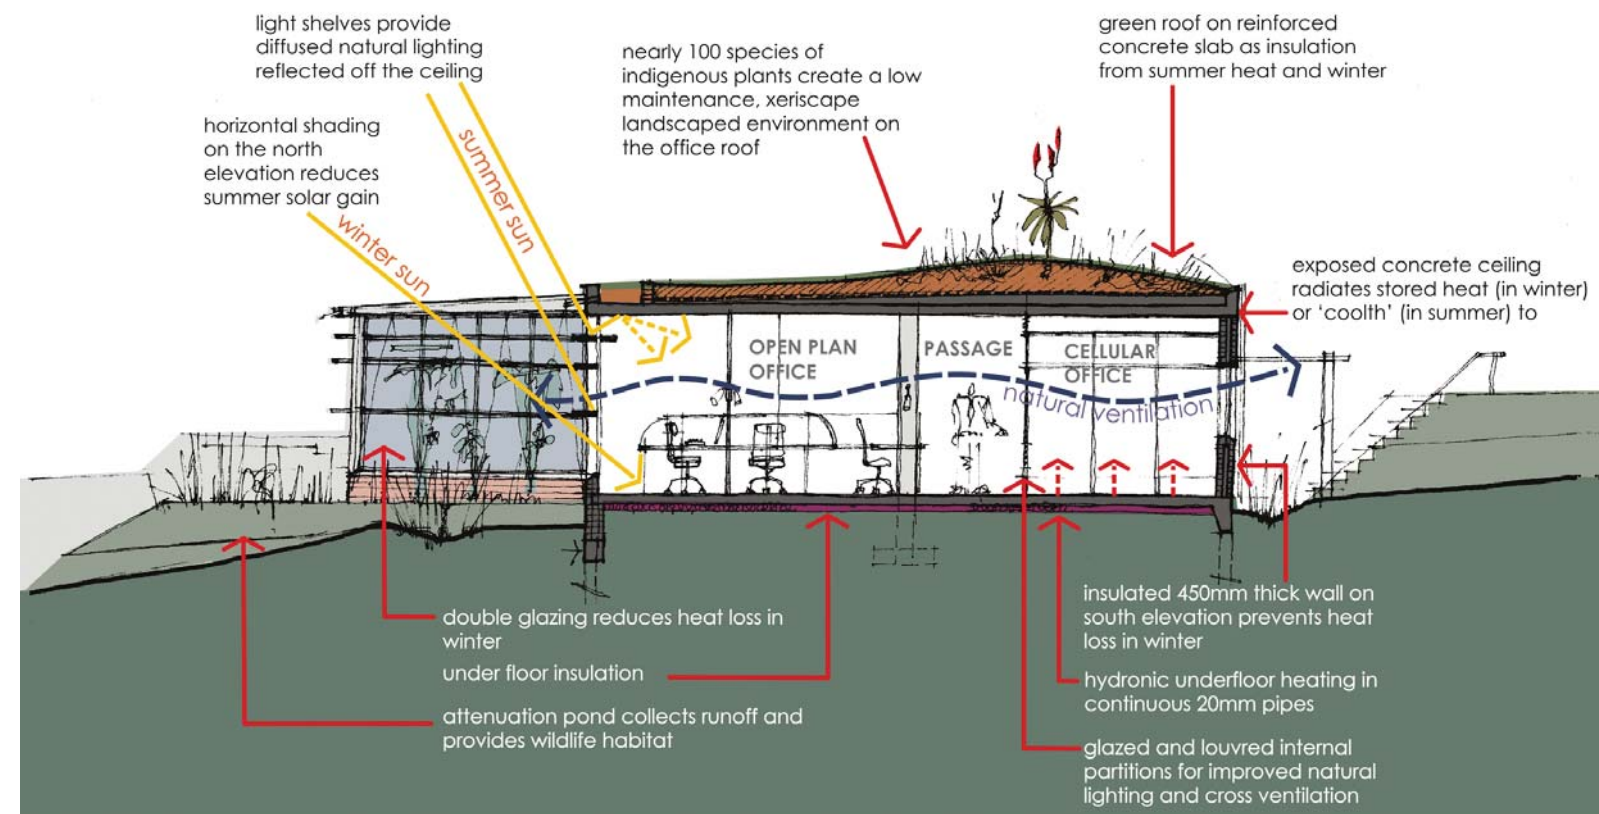 light shelves provide
diffused natural lighting
reflected off the ceiling
horizontal shading
on the north
elevation reduces
summer solar gain
summer sun
winter sun
nearly 100 species of
indigenous plants create a low
maintenance, xeriscape
landscaped environment on
the office roof
green roof on reinforced
concrete slab as insulation
from summer heat and winter
exposed concrete ceiling
radiates stored heat (in winter)
or ‘coolth’ (in summer) to
OPEN PLAN
OFFICE
PASSAGE
CELLULAR
OFFICE
natural ventilation
double glazing reduces heat loss in
winter
under floor insulation
attenuation pond collects runoff and
provides wildlife habitat
insulated 450mm thick wall on
south elevation prevents heat
loss in winter
hydronic underfloor heating in
continuous 20mm pipes
glazed and louvred internal
partitions for improved natural
lighting and cross ventilation